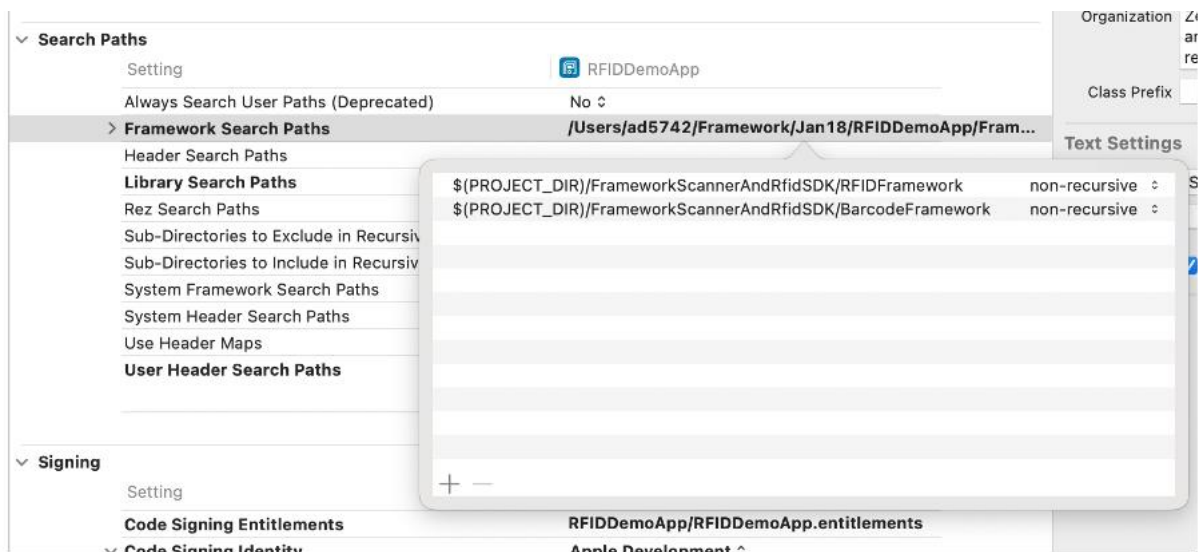 Search Paths
Setting RFIDDemoApp
Always Search User Paths (Deprecated) No
Framework Search Paths /Users/ad5742/Framework/Jan18/RFIDDemoApp/Fram...
Header Search Paths
Library Search Paths
Rez Search Paths
Sub-Directories to Exclude in Recursiv
Sub-Directories to Include in Recursiv
System Framework Search Paths
System Header Search Paths
Use Header Maps
User Header Search Paths
$(PROJECT_DIR)/FrameworkScannerAndRfidSDK/RFIDFramework non-recursive
$(PROJECT_DIR)/FrameworkScannerAndRfidSDK/BarcodeFramework non-recursive
Signing
Setting
Code Signing Entitlements RFIDDemoApp/RFIDDemoApp.entitlements
Code Signing Identity Apple Development
Organization
Class Prefix
Text Settings